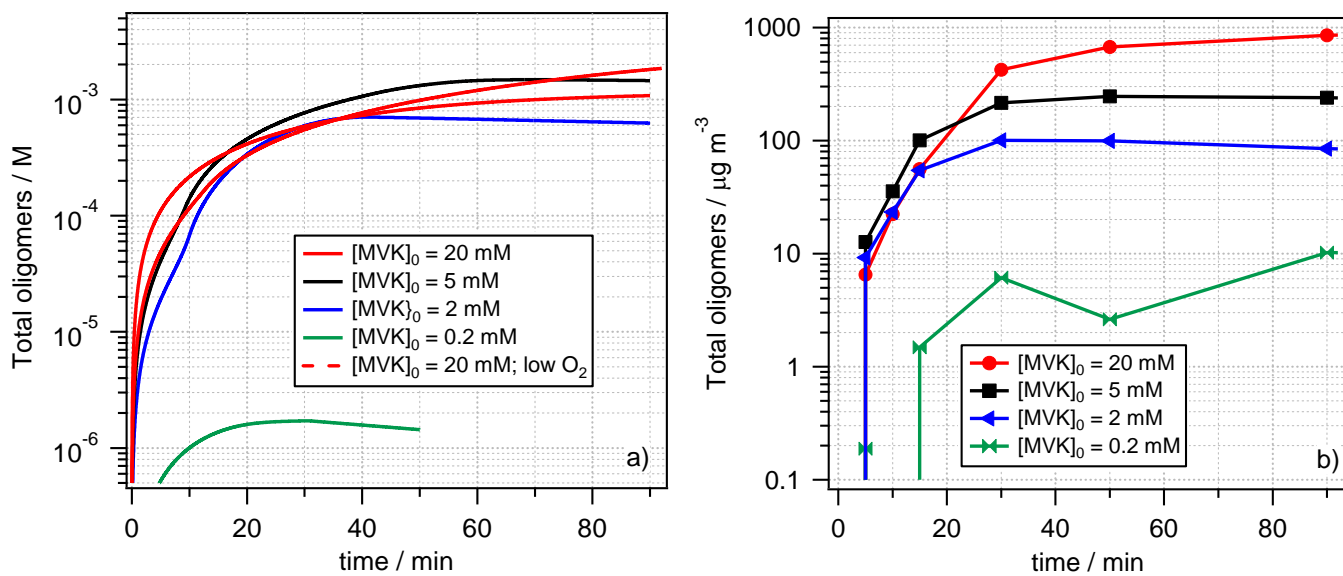 Total oligomers / M
10-3
10-4
10-5
10-6
0
20
40
60
80
time / min
[MVK]0 = 20 mM
[MVK]0 = 5 mM
[MVK}0 = 2 mM
[MVK]0 = 0.2 mM
[MVK]0 = 20 mM; low O2
a)
Total oligomers / μg m-3
1000
100
10
1
0.1
0
20
40
60
80
time / min
[MVK]0 = 20 mM
[MVK]0 = 5 mM
[MVK]0 = 2 mM
[MVK]0 = 0.2 mM
b)